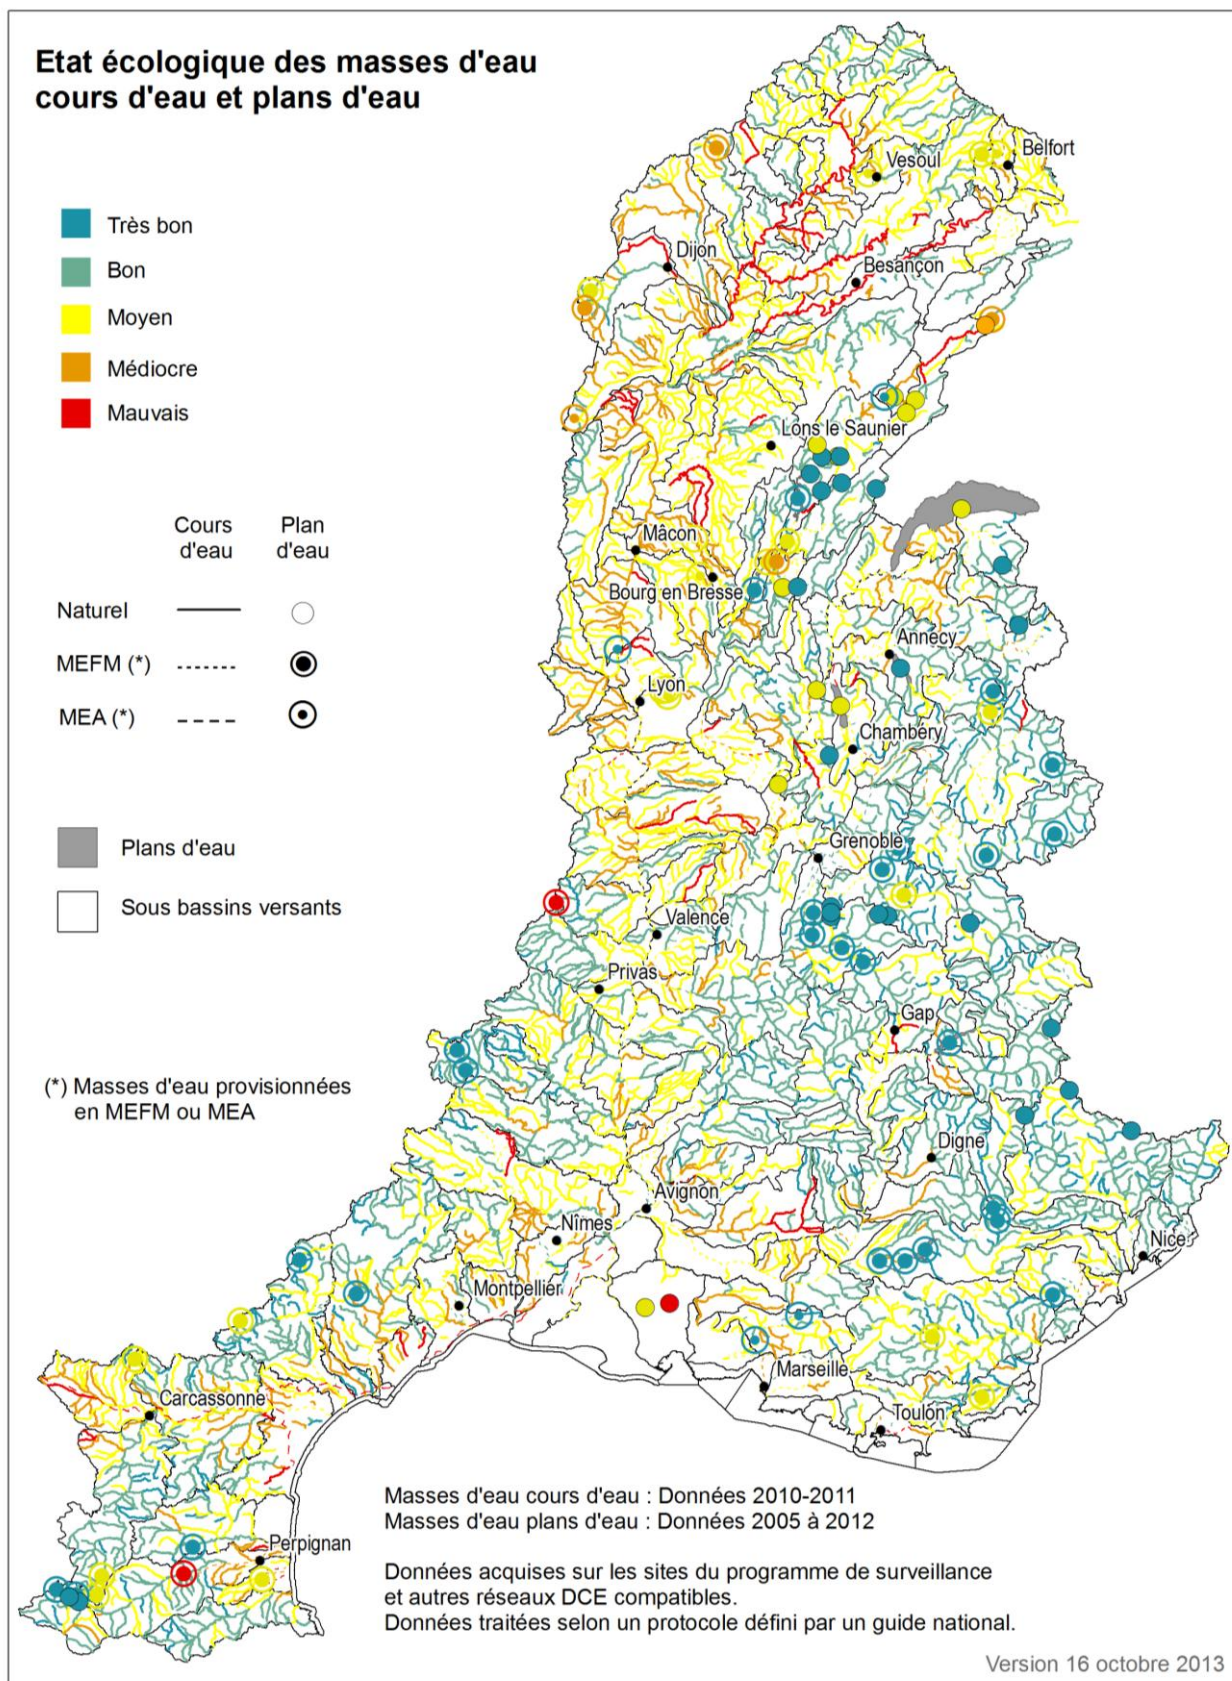 Etat écologique des masses d'eau
cours d'eau et plans d'eau
Très bon
Bon
Moyen
Médiocre
Mauvais
Cours
d'eau
Plan
d'eau
Naturel
MEFM (*)
MEA (*)
Plans d'eau
Sous bassins versants
(*) Masses d'eau provisionnées
en MEFM ou MEA
Vesoul
Belfort
Dijon
Besançon
Lons le Saunier
Mâcon
Bourg en Bresse
Annecy
Lyon
Chambéry
Grenoble
Valence
Privas
Gap
Digne
Avignon
Nîmes
Nice
Montpellier
Marseille
Carcassonne
Toulon
Perpignan
Masses d'eau cours d'eau : Données 2010-2011
Masses d'eau plans d'eau : Données 2005 à 2012
Données acquises sur les sites du programme de surveillance
et autres réseaux DCE compatibles.
Données traitées selon un protocole défini par un guide national.
Version 16 octobre 2013